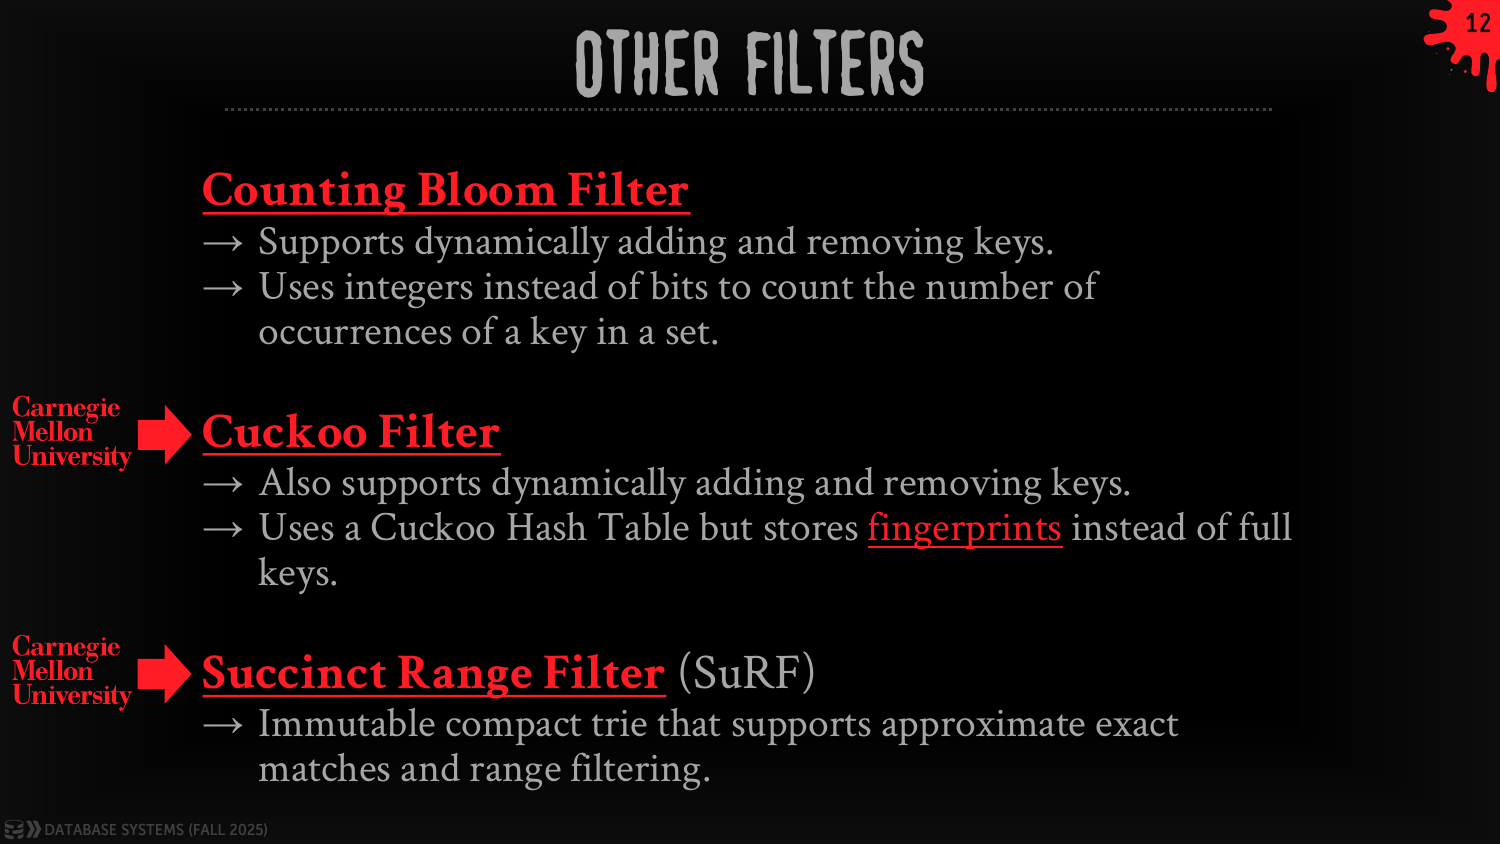 OTHER FILTERS
12
Counting Bloom Filter
→ Supports dynamically adding and removing keys.
→ Uses integers instead of bits to count the number of
occurrences of a key in a set.
Carnegie
Mellon
University
Cuckoo Filter
→ Also supports dynamically adding and removing keys.
→ Uses a Cuckoo Hash Table but stores fingerprints instead of full
keys.
Carnegie
Mellon
University
Succinct Range Filter (SuRF)
→ Immutable compact trie that supports approximate exact
matches and range filtering.
DATABASE SYSTEMS (FALL 2025)